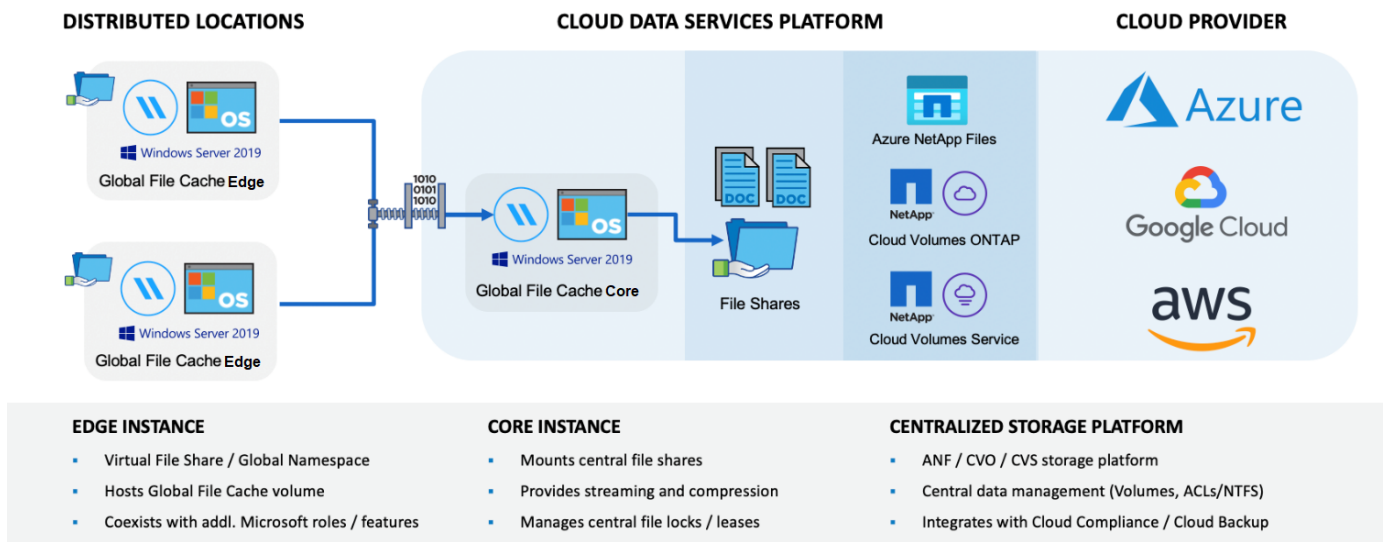 DISTRIBUTED LOCATIONS
CLOUD DATA SERVICES PLATFORM
CLOUD PROVIDER
OS
Windows Server 2019
Global File Cache Edge
OS
Windows Server 2019
Global File Cache Edge
1010
0101
1010
OS
Windows Server 2019
Global File Cache Core
DOC
DOC
File Shares
Azure NetApp Files
NetApp
Cloud Volumes ONTAP
NetApp
Cloud Volumes Service
Azure
Google Cloud
aws
EDGE INSTANCE
▪ Virtual File Share / Global Namespace
▪ Hosts Global File Cache volume
▪ Coexists with addl. Microsoft roles / features
CORE INSTANCE
▪ Mounts central file shares
▪ Provides streaming and compression
▪ Manages central file locks / leases
CENTRALIZED STORAGE PLATFORM
▪ ANF / CVO / CVS storage platform
▪ Central data management (Volumes, ACLs/NTFS)
▪ Integrates with Cloud Compliance / Cloud Backup